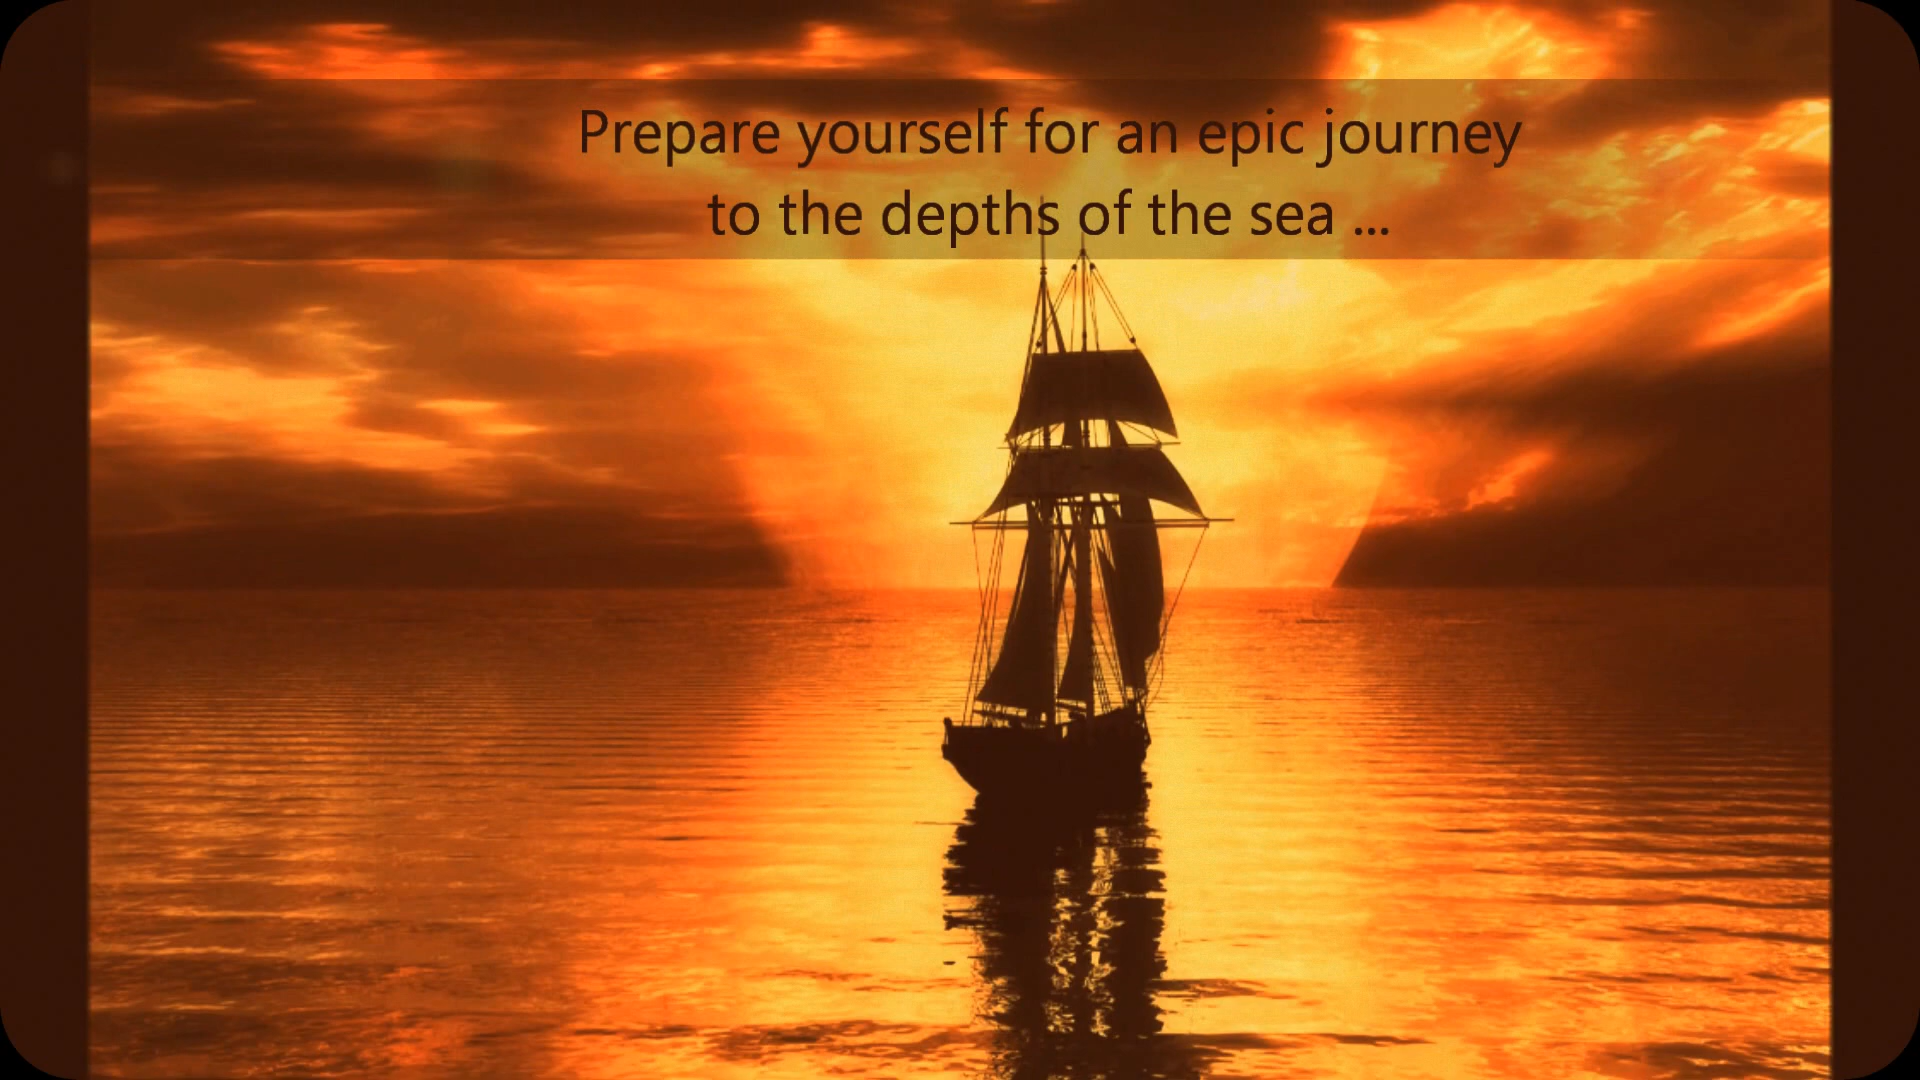 Prepare yourself for an epic journey
to the depths of the sea ...